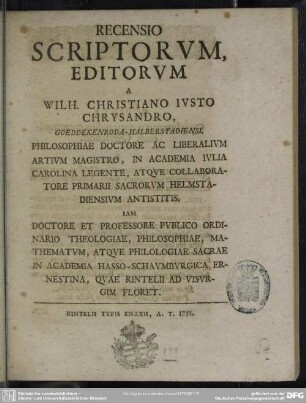 RECENSIO
SCRIPTORVM,
EDITORVM
A
WILH. CHRISTIANO IVSTO
CHRYSANDRO,
GOEDDEKENRODA-HALBERSTADIENSI,
PHILOSOPHIAE DOCTORE AC LIBERALIVM
ARTIVM MAGISTRO, IN ACADEMIA IVLIA
CAROLINA LEGENTE, ATQVE COLLABORA-
TORE PRIMARII SACRORVM HELMSTA-
DIENSIVM ANTISTITIS,
IAM
DOCTORE ET PROFESSORE PVBLICO ORDI-
NARIO THEOLOGIAE, PHILOSOPHIAE, MA-
THEMATVM, ATQVE PHILOLOGIAE SACRAE
IN ACADEMIA HASSO-SCHAVMBVRGICA ER-
NESTINA, QVAE RINTELII AD VISVR-
GIM FLORET.
RINTELII TYPIS ENAXII, A. T. 1751.